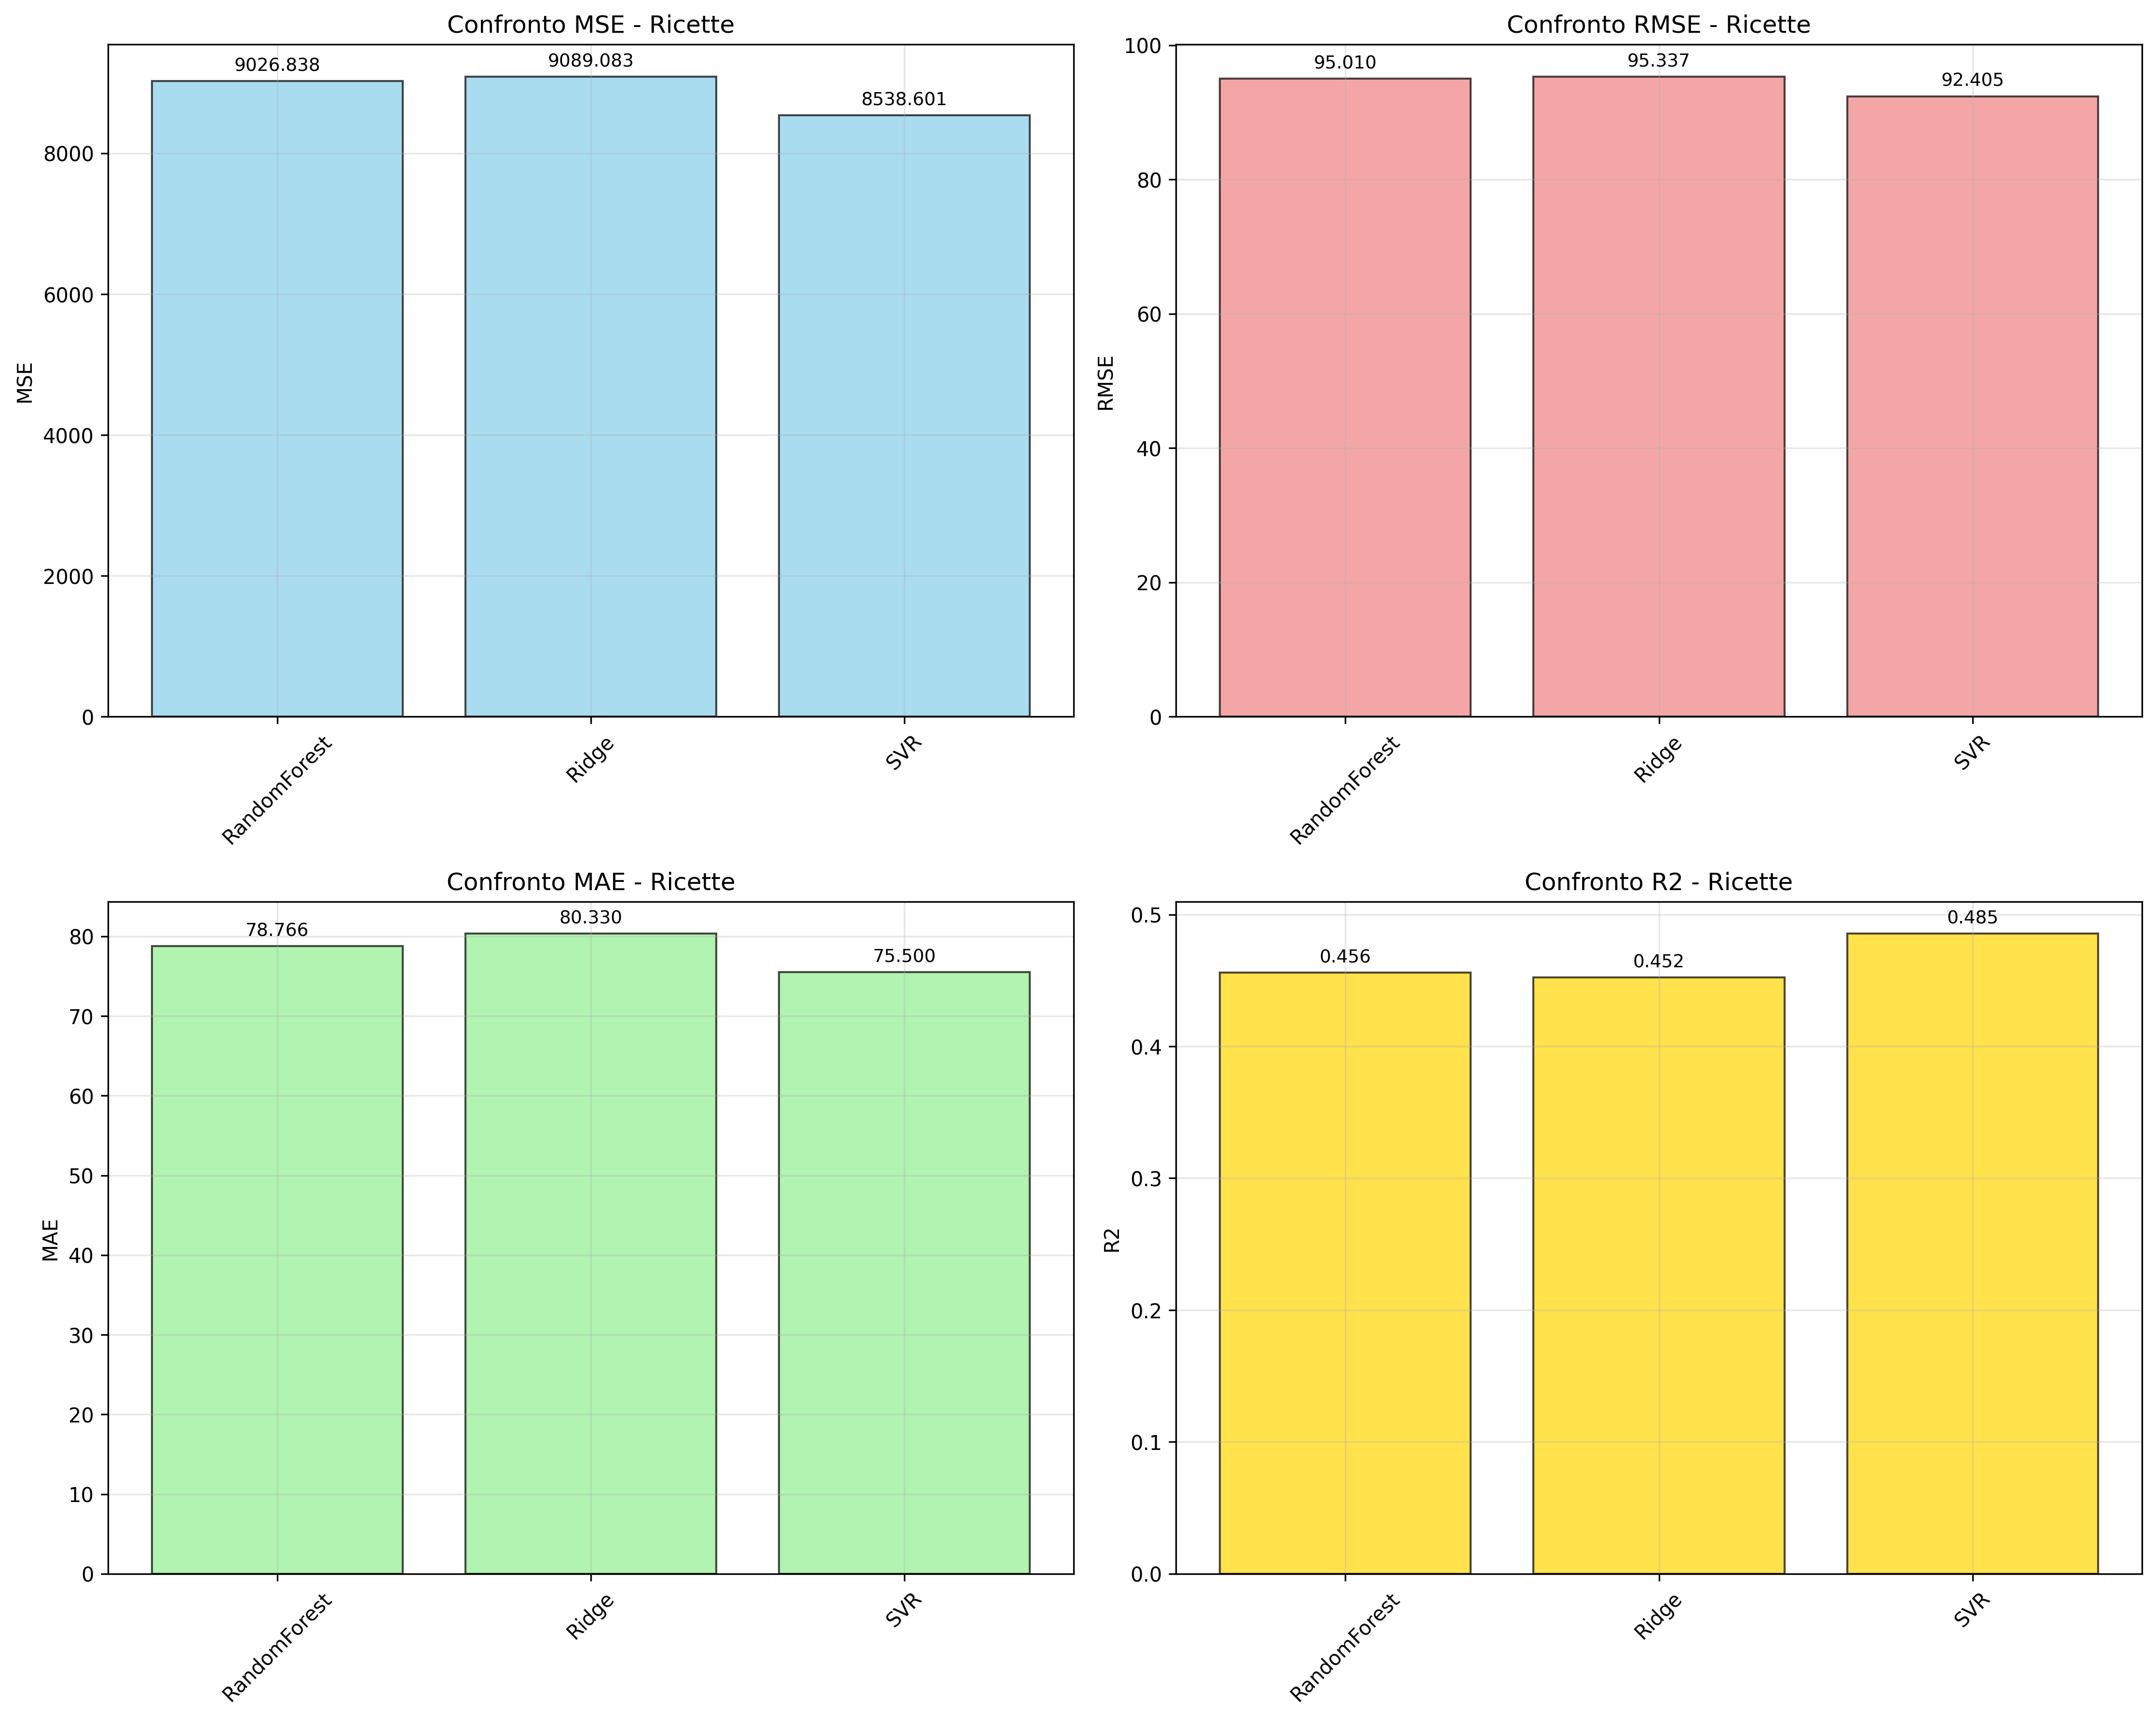 Confronto MSE - Ricette
9026.838
9089.083
8538.601
8000
6000
4000
2000
0
MSE
RandomForest
Ridge
SVR
Confronto RMSE - Ricette
95.010
95.337
92.405
100
80
60
40
20
0
RMSE
RandomForest
Ridge
SVR
Confronto MAE - Ricette
78.766
80.330
75.500
80
70
60
50
40
30
20
10
0
MAE
RandomForest
Ridge
SVR
Confronto R2 - Ricette
0.456
0.452
0.485
0.5
0.4
0.3
0.2
0.1
0.0
R2
RandomForest
Ridge
SVR